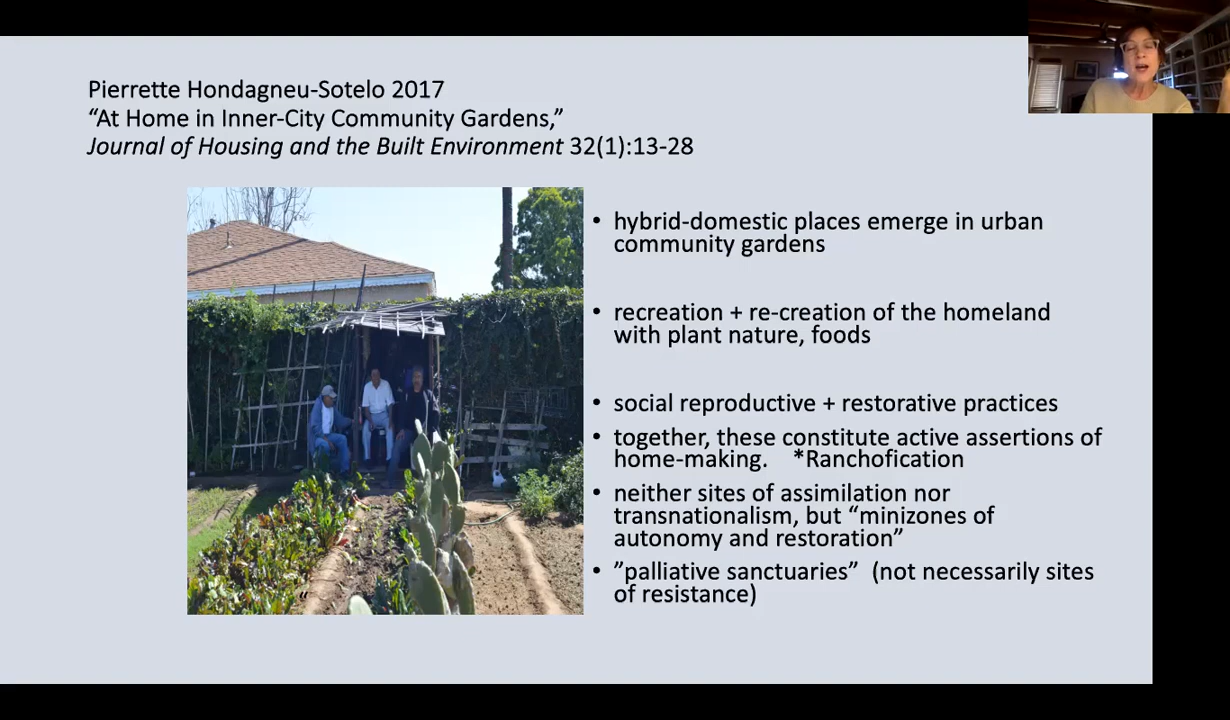 Pierrette Hondagneu-Sotelo 2017
“At Home in Inner-City Community Gardens,”
Journal of Housing and the Built Environment 32(1):13-28
• hybrid-domestic places emerge in urban
community gardens
• recreation + re-creation of the homeland
with plant nature, foods
• social reproductive + restorative practices
• together, these constitute active assertions of
home-making. *Ranchofication
• neither sites of assimilation nor
transnationalism, but “minizones of
autonomy and restoration”
• ”palliative sanctuaries” (not necessarily sites
of resistance)
“